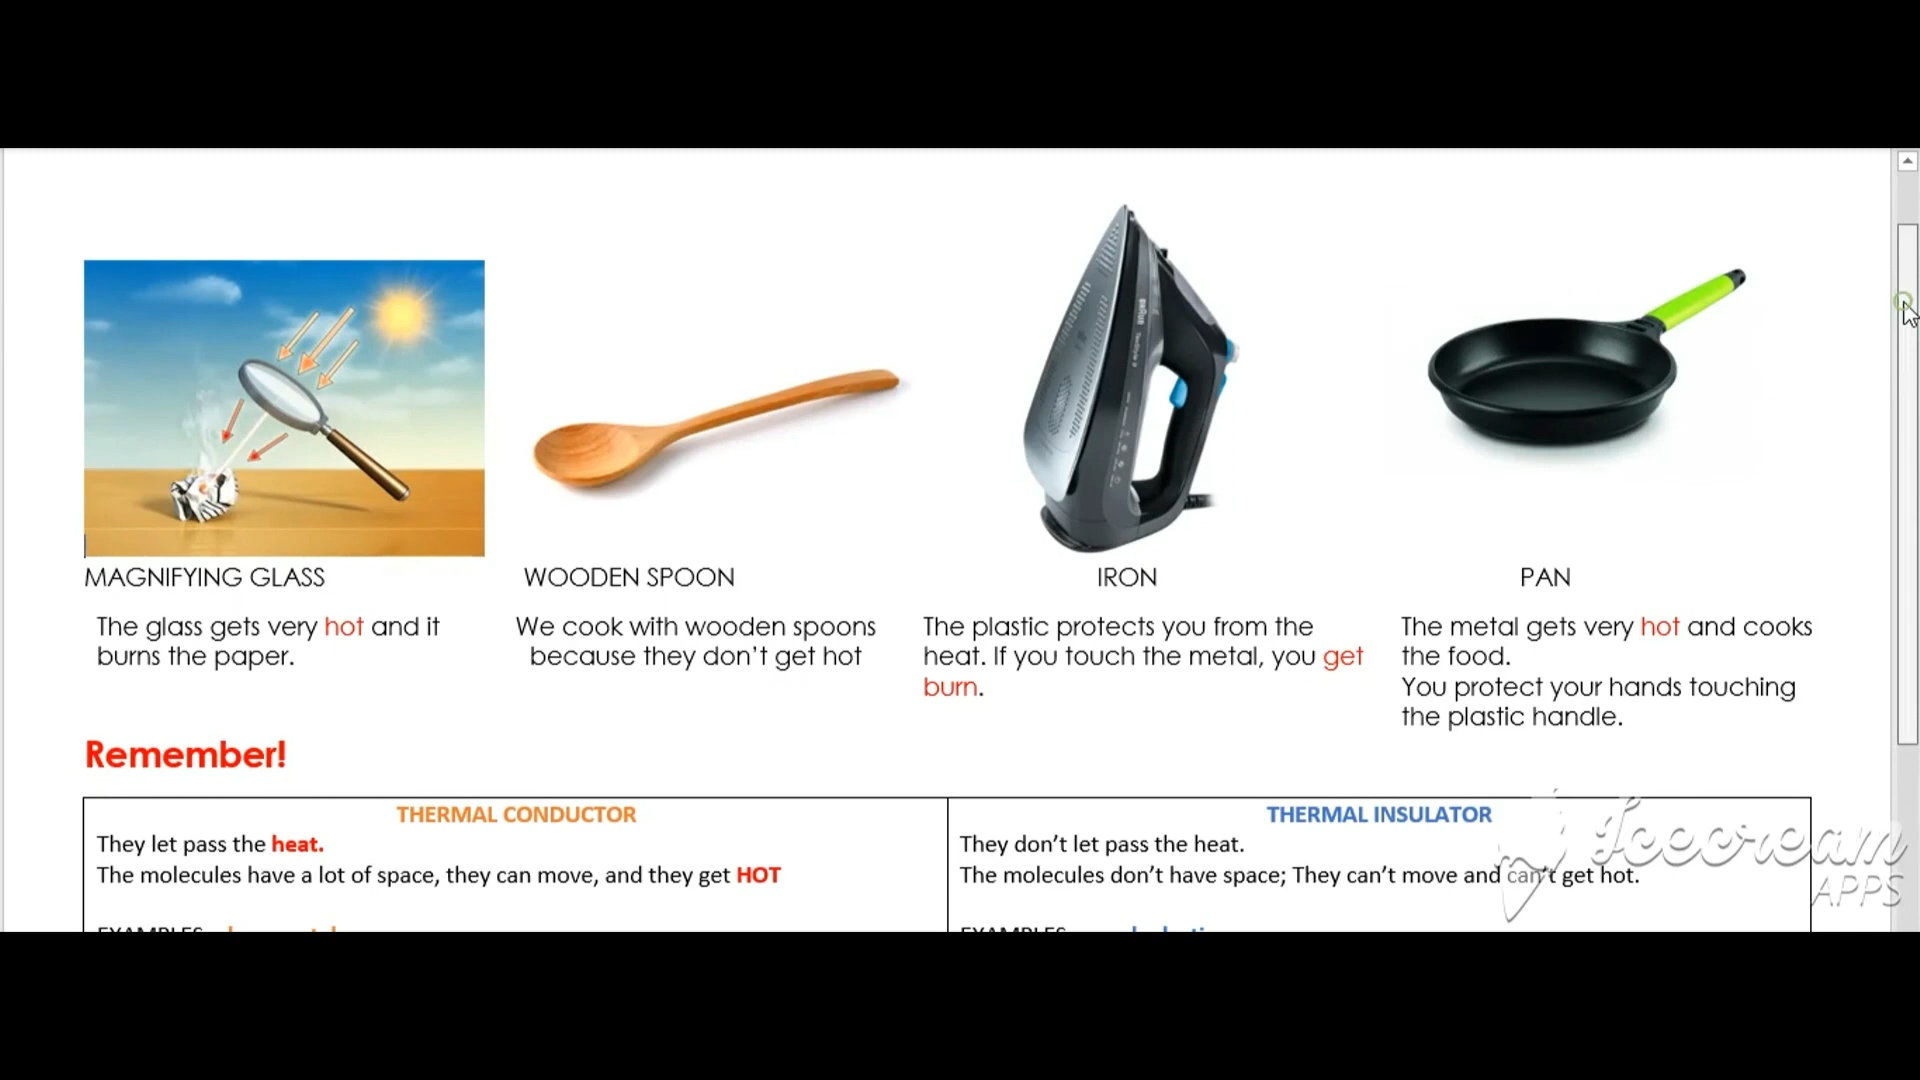 MAGNIFYING GLASS
The glass gets very hot and it
burns the paper.
WOODEN SPOON
We cook with wooden spoons
because they don't get hot
BRAUN
IRON
The plastic protects you from the
heat. If you touch the metal, you get
burn.
PAN
The metal gets very hot and cooks
the food.
You protect your hands touching
the plastic handle.
Remember!
THERMAL CONDUCTOR
They let pass the heat.
The molecules have a lot of space, they can move, and they get HOT
THERMAL INSULATOR
They don't let pass the heat.
The molecules don't have space; They can't move and can't get hot.
Icecream
APPS